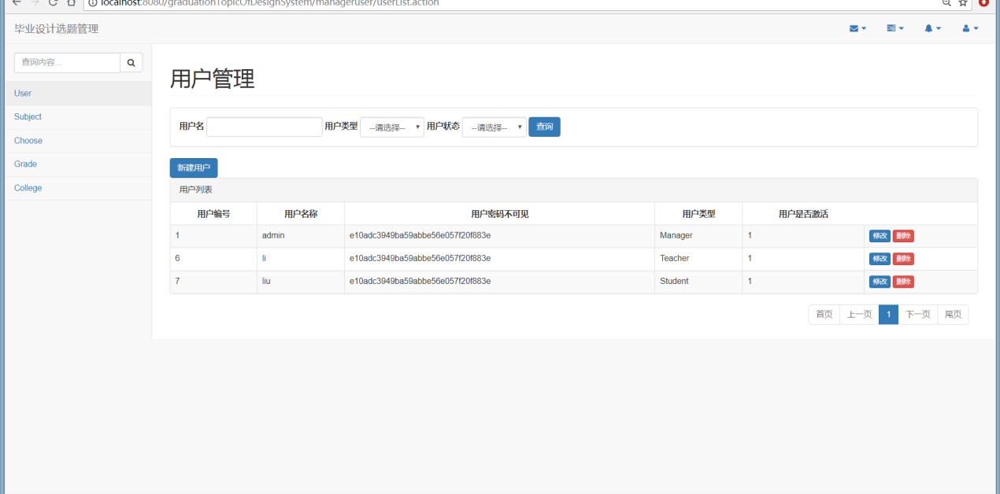 localhost:8080/graduationTopicOfDesignSystem/manageruser/userList.action
毕业设计选题管理
查询内容...
User
Subject
Choose
Grade
College
用户管理
用户名 用户类型 --请选择-- 用户状态 --请选择-- 查询
新建用户
用户列表
用户编号 用户名称 用户密码不可见 用户类型 用户是否激活
1 admin e10adc3949ba59abbe56e057f20f883e Manager 1 修改 删除
6 li e10adc3949ba59abbe56e057f20f883e Teacher 1 修改 删除
7 liu e10adc3949ba59abbe56e057f20f883e Student 1 修改 删除
首页 上一页 1 下一页 尾页